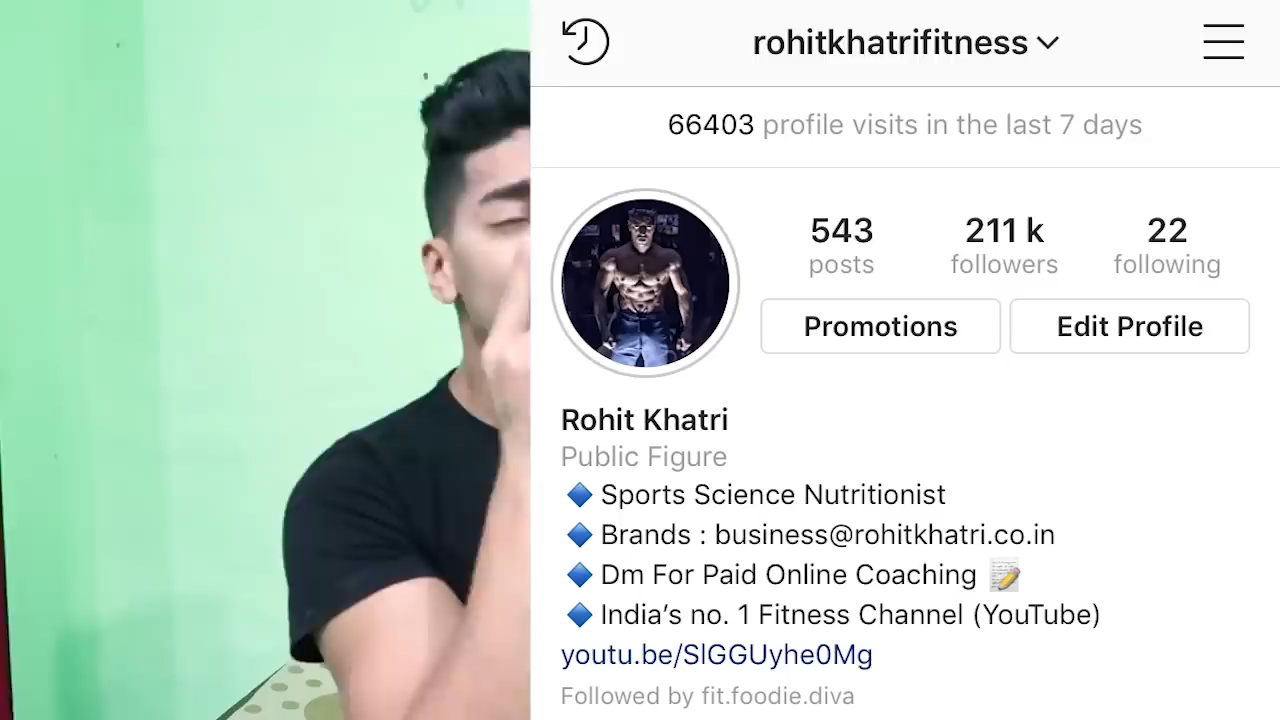 rohitkhatrifitness
66403 profile visits in the last 7 days
543 211 k 22
posts followers following
Promotions Edit Profile
Rohit Khatri
Public Figure
🔷 Sports Science Nutritionist
🔷 Brands : business@rohitkhatri.co.in
🔷 Dm For Paid Online Coaching 📝
🔷 India's no. 1 Fitness Channel (YouTube)
youtu.be/SlGGUyhe0Mg
Followed by fit.foodie.diva